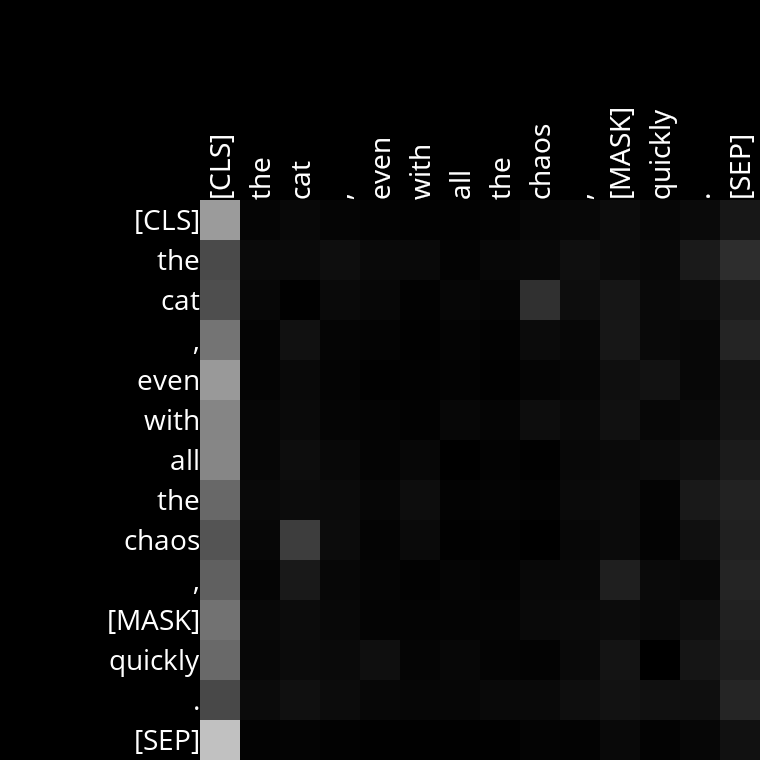 [CLS] the cat , even with all the chaos , [MASK] quickly . [SEP]
[CLS]
the
cat
,
even
with
all
the
chaos
,
[MASK]
quickly
.
[SEP]